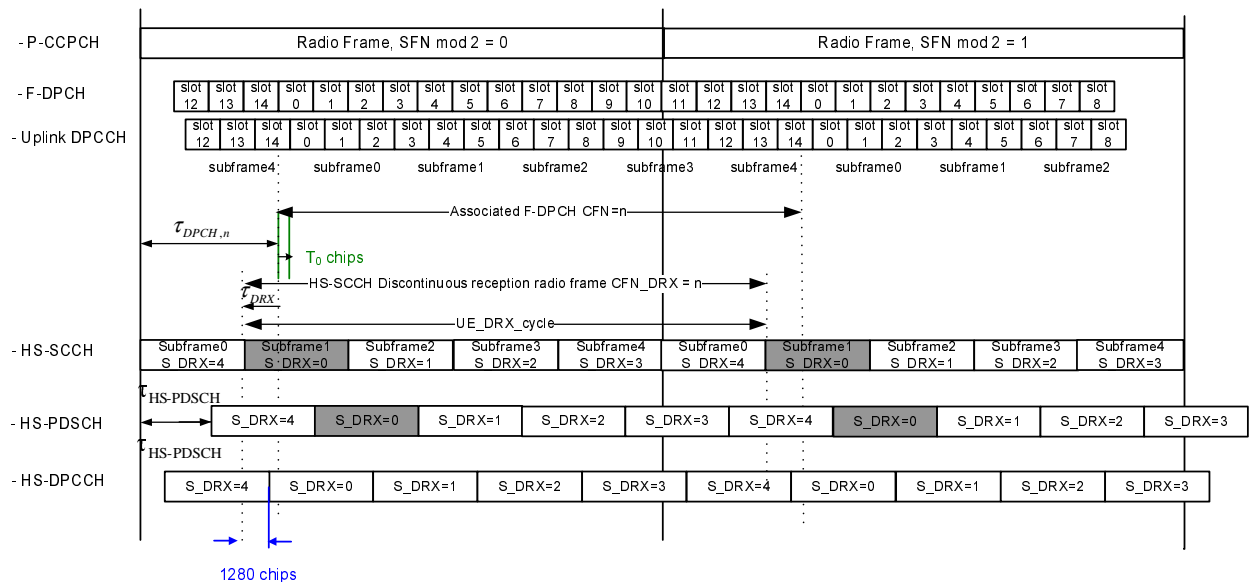 - P-CCPCH
Radio Frame, SFN mod 2 = 0
Radio Frame, SFN mod 2 = 1
- F-DPCH
slot 12 slot 13 slot 14 slot 0 slot 1 slot 2 slot 3 slot 4 slot 5 slot 6 slot 7 slot 8 slot 9 slot 10 slot 11 slot 12 slot 13 slot 14 slot 0 slot 1 slot 2 slot 3 slot 4 slot 5 slot 6 slot 7 slot 8
- Uplink DPCCH
slot 12 slot 13 slot 14 slot 0 slot 1 slot 2 slot 3 slot 4 slot 5 slot 6 slot 7 slot 8 slot 9 slot 10 slot 11 slot 12 slot 13 slot 14 slot 0 slot 1 slot 2 slot 3 slot 4 slot 5 slot 6 slot 7 slot 8
subframe4 subframe0 subframe1 subframe2 subframe3 subframe4 subframe0 subframe1 subframe2
Associated F-DPCH CFN=n
τDPCH,n
T0 chips
HS-SCCH Discontinuous reception radio frame CFN_DRX = n
τDRX
UE_DRX_cycle
- HS-SCCH
Subframe0 Subframe1 Subframe2 Subframe3 Subframe4 Subframe0 Subframe1 Subframe2 Subframe3 Subframe4
S_DRX=4 S_DRX=0 S_DRX=1 S_DRX=2 S_DRX=3 S_DRX=4 S_DRX=0 S_DRX=1 S_DRX=2 S_DRX=3
τHS-PDSCH
- HS-PDSCH
S_DRX=4 S_DRX=0 S_DRX=1 S_DRX=2 S_DRX=3 S_DRX=4 S_DRX=0 S_DRX=1 S_DRX=2 S_DRX=3
τHS-PDSCH
- HS-DPCCH
S_DRX=4 S_DRX=0 S_DRX=1 S_DRX=2 S_DRX=3 S_DRX=4 S_DRX=0 S_DRX=1 S_DRX=2 S_DRX=3
1280 chips